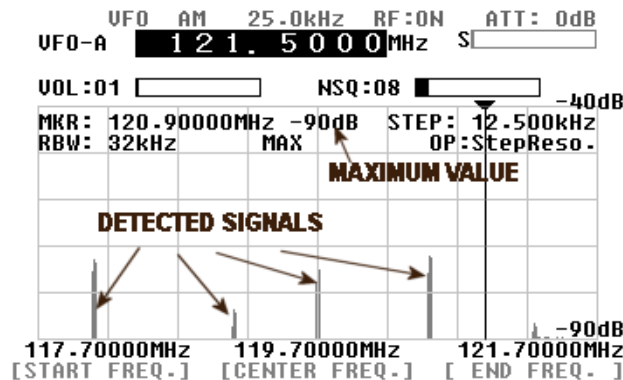 VFO AM 25.0kHz RF:ON ATT: 0dB
VFO-A 121.5000MHz S
VOL:01 NSQ:08
-40dB
MKR: 120.90000MHz -90dB STEP: 12.500kHz
RBW: 32kHz MAX OP:StepReso.
MAXIMUM VALUE
DETECTED SIGNALS
-90dB
117.70000MHz 119.70000MHz 121.70000MHz
[START FREQ.] [CENTER FREQ.] [ END FREQ. ]